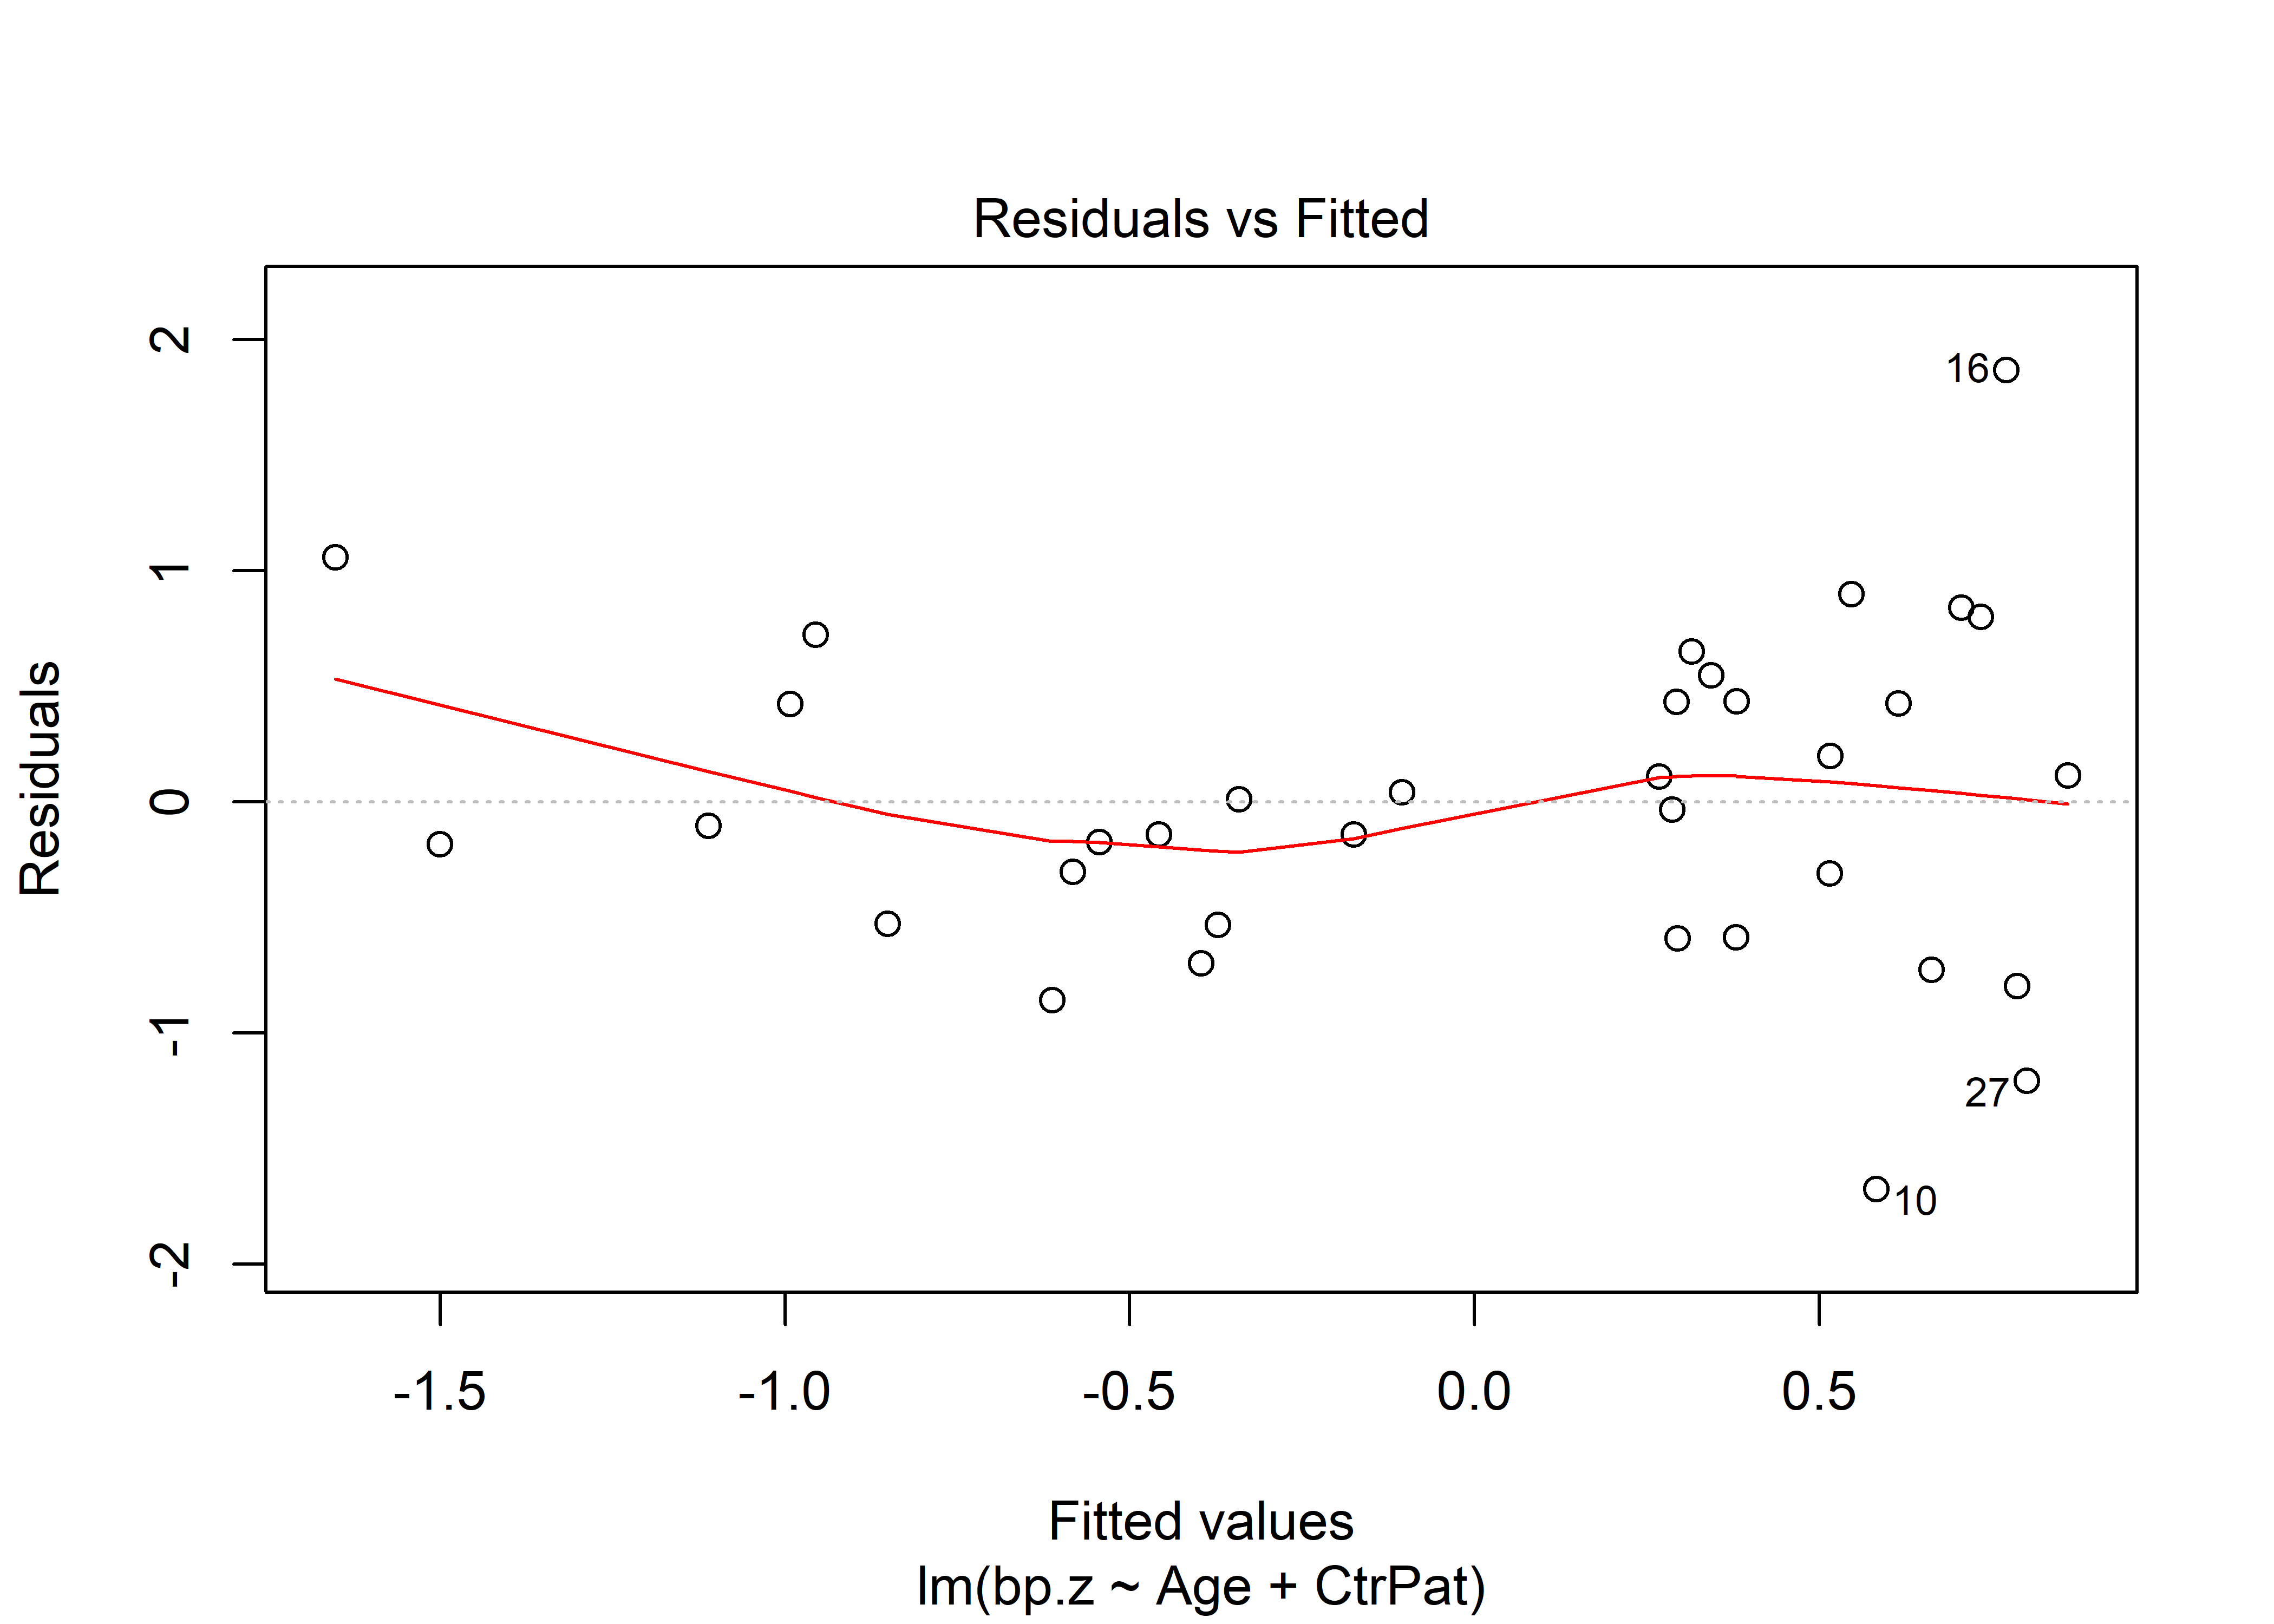 Residuals vs Fitted
Residuals
2
1
0
-1
-2
16
27
10
-1.5 -1.0 -0.5 0.0 0.5
Fitted values
lm(bp.z ~ Age + CtrPat)